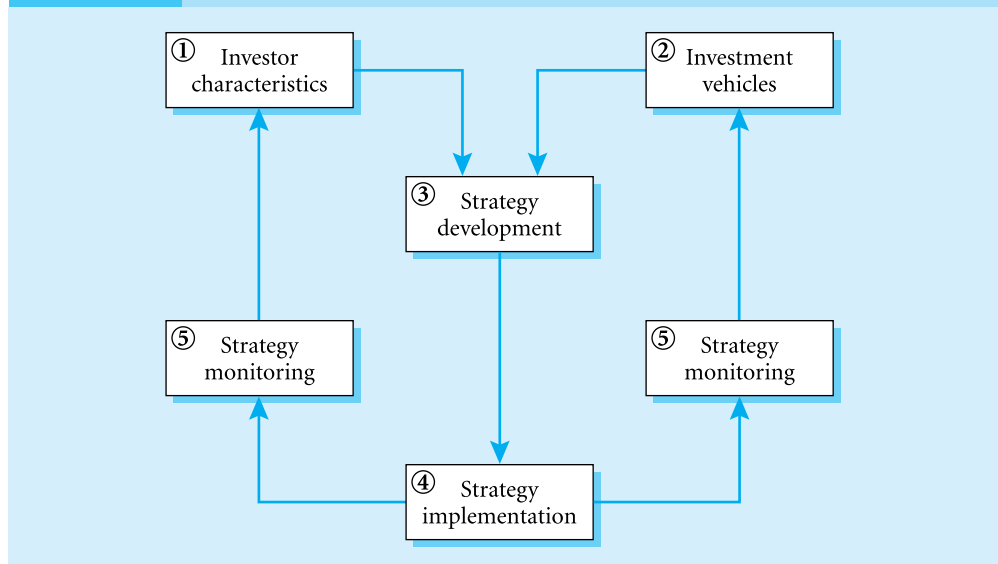 ① Investor
characteristics
② Investment
vehicles
③ Strategy
development
⑤ Strategy
monitoring
⑤ Strategy
monitoring
④ Strategy
implementation